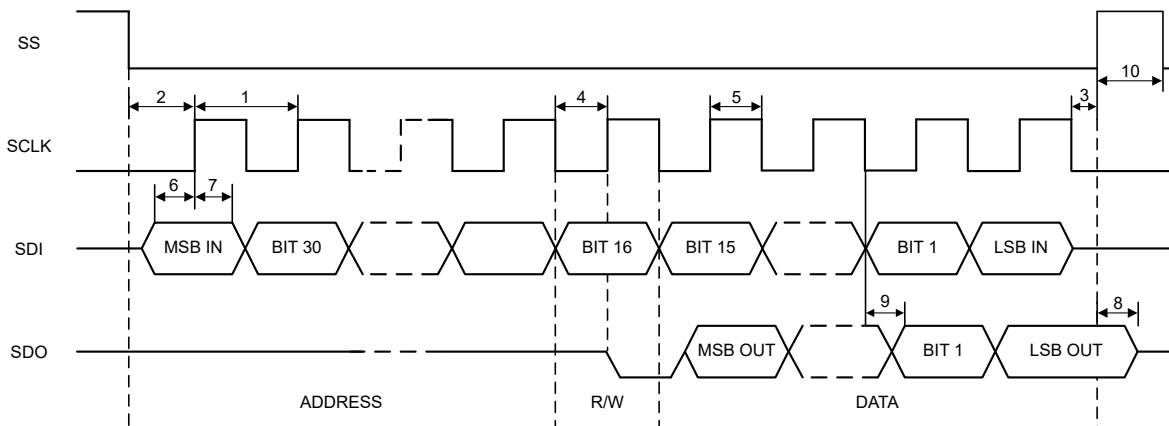 SS
10
2
1
4
5
3
SCLK
6
7
SDI
MSB IN
BIT 30
BIT 16
BIT 15
BIT 1
LSB IN
9
8
SDO
MSB OUT
BIT 1
LSB OUT
ADDRESS
R/W
DATA